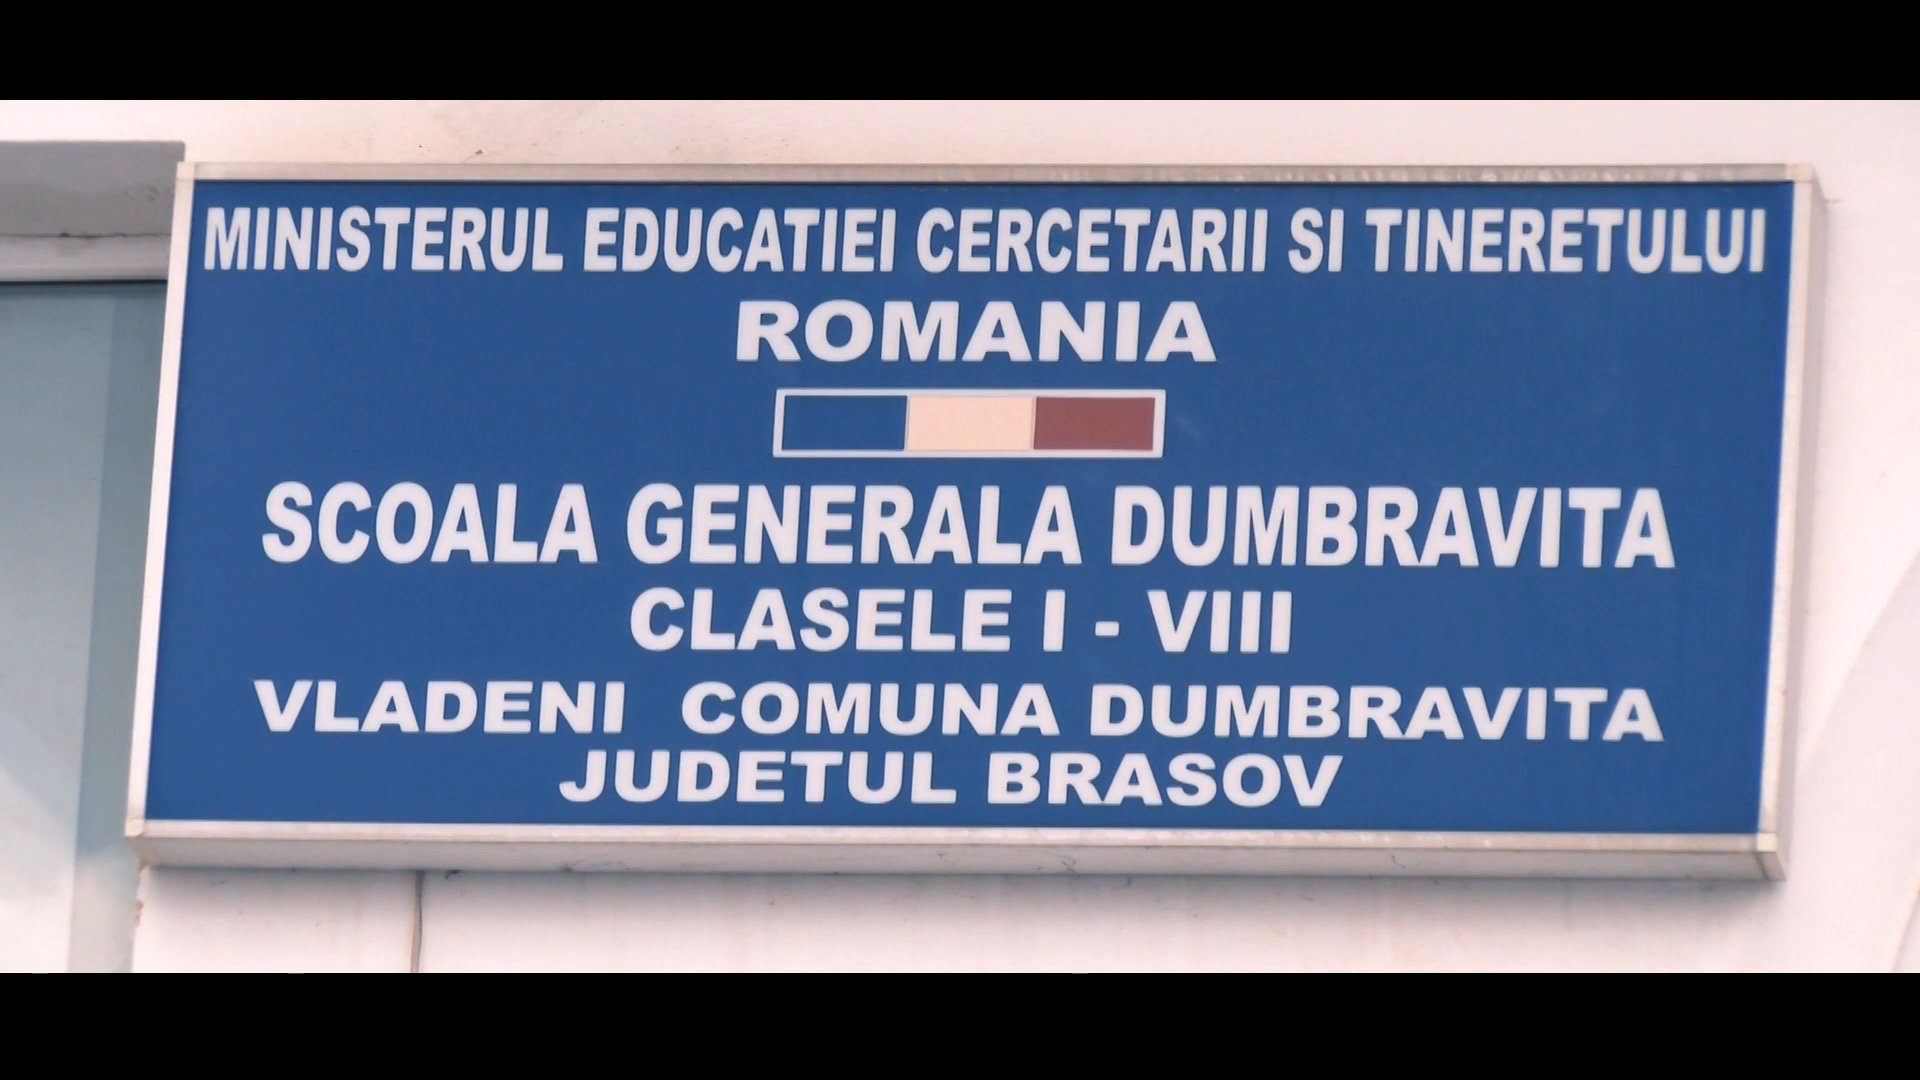 MINISTERUL EDUCATIEI CERCETARII SI TINERETULUI
ROMANIA
SCOALA GENERALA DUMBRAVITA
CLASELE I - VIII
VLADENI COMUNA DUMBRAVITA
JUDETUL BRASOV